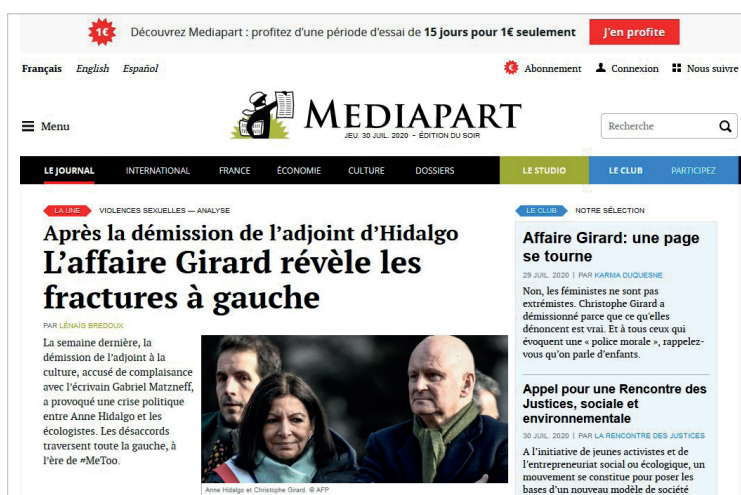 1€
Découvrez Mediapart : profitez d'une période d'essai de 15 jours pour 1€ seulement
J'en profite
Français English Español
€ Abonnement Connexion Nous suivre
Menu
MEDIAPART
JEU. 30 JUIL. 2020 - ÉDITION DU SOIR
Recherche
LE JOURNAL INTERNATIONAL FRANCE ÉCONOMIE CULTURE DOSSIERS LE STUDIO LE CLUB PARTICIPEZ
LA UNE VIOLENCES SEXUELLES — ANALYSE
Après la démission de l'adjoint d'Hidalgo
L'affaire Girard révèle les
fractures à gauche
PAR LÉNAÏG BREDOUX
La semaine dernière, la
démission de l'adjoint à la
culture, accusé de complaisance
avec l'écrivain Gabriel Matzneff,
a provoqué une crise politique
entre Anne Hidalgo et les
écologistes. Les désaccords
traversent toute la gauche, à
l'ère de #MeToo.
Anne Hidalgo et Christophe Girard. © AFP
LE CLUB NOTRE SÉLECTION
Affaire Girard: une page
se tourne
29 JUIL. 2020 | PAR KARMA DUQUESNE
Non, les féministes ne sont pas
extrémistes. Christophe Girard a
démissionné parce ce qu'elles
dénoncent est vrai. Et à tous ceux qui
évoquent une « police morale », rappelez-
vous qu'on parle d'enfants.
Appel pour une Rencontre des
Justices, sociale et
environnementale
30 JUIL. 2020 | PAR LA RENCONTRE DES JUSTICES
A l'initiative de jeunes activistes et de
l'entrepreneuriat social ou écologique, un
mouvement se constitue pour poser les
bases d'un nouveau modèle de société